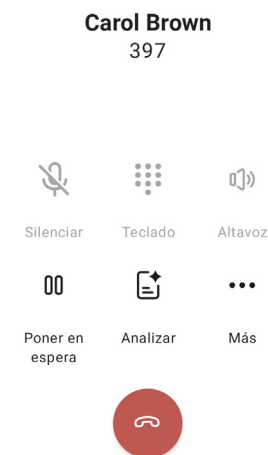 Carol Brown
397
Silenciar
Teclado
Altavoz
Poner en
espera
Analizar
Más